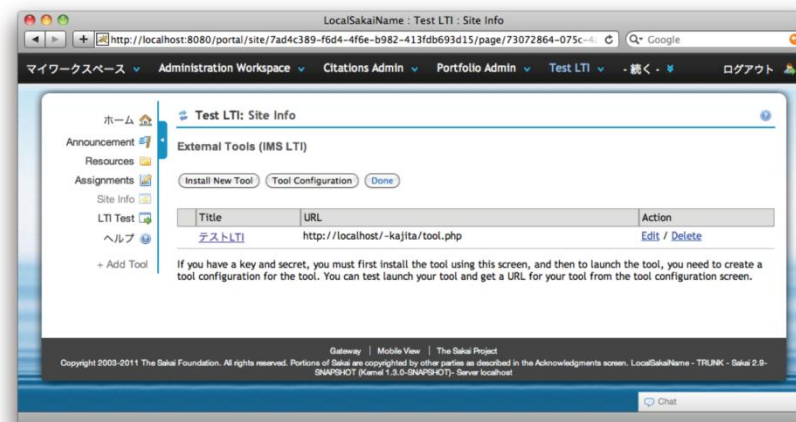 LocalSakaiName : Test LTI : Site Info
http://localhost:8080/portal/site/7ad4c389-f6d4-4f6e-b982-413fdb693d15/page/73072864-075c-4
Google
マイワークスペース Administration Workspace Citations Admin Portfolio Admin Test LTI - 続く - ログアウト
ホーム
Announcement
Resources
Assignments
Site Info
LTI Test
ヘルプ
+ Add Tool
Test LTI: Site Info
External Tools (IMS LTI)
Install New Tool Tool Configuration Done
Title URL Action
テストLTI http://localhost/~kajita/tool.php Edit / Delete
If you have a key and secret, you must first install the tool using this screen, and then to launch the tool, you need to create a
tool configuration for the tool. You can test launch your tool and get a URL for your tool from the tool configuration screen.
Gateway | Mobile View | The Sakai Project
Copyright 2003-2011 The Sakai Foundation. All rights reserved. Portions of Sakai are copyrighted by other parties as described in the Acknowledgments screen. LocalSakaiName - TRUNK - Sakai 2.9-
SNAPSHOT (Kernel 1.3.0-SNAPSHOT)- Server localhost
Chat